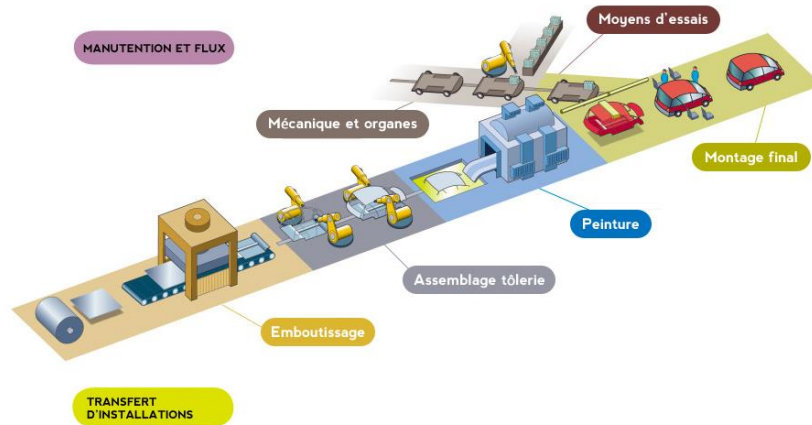 Moyens d'essais
MANUTENTION ET FLUX
Mécanique et organes
Montage final
Peinture
Assemblage tôlerie
Emboutissage
TRANSFERT
D'INSTALLATIONS